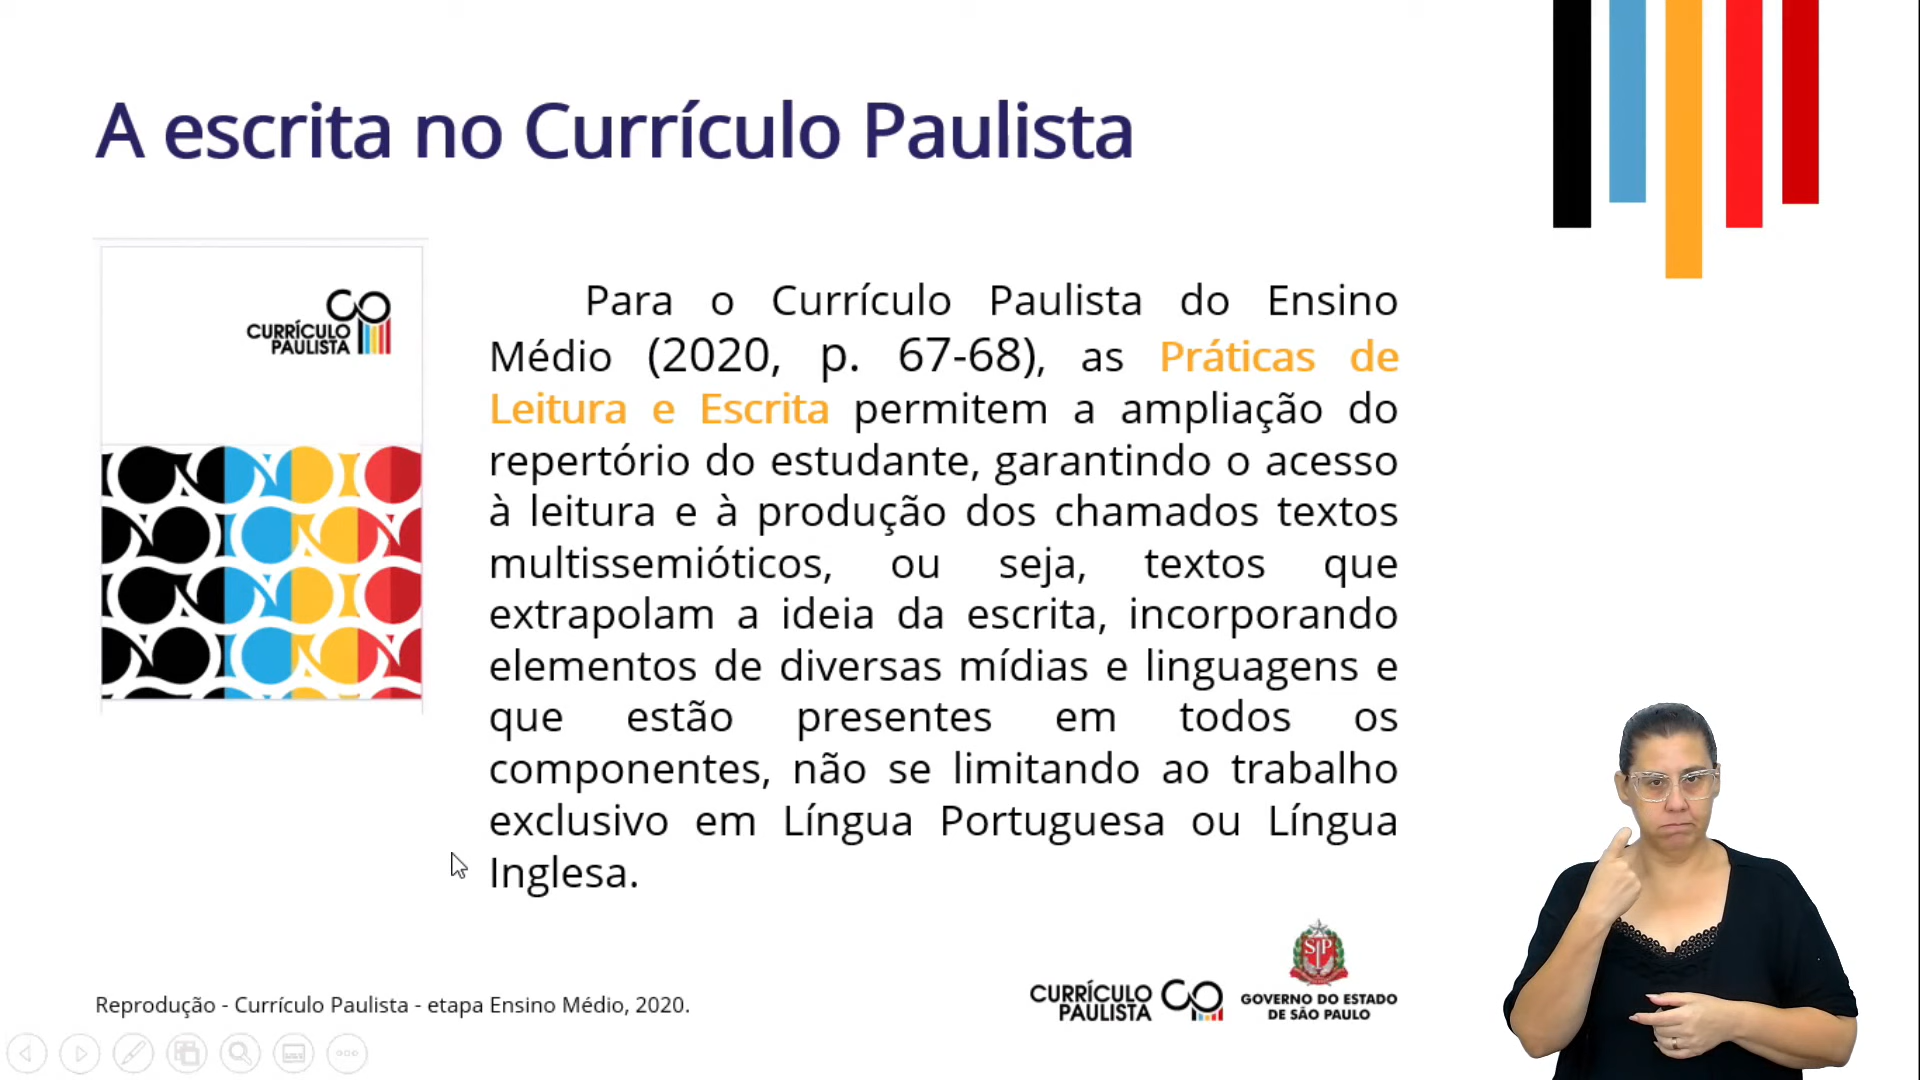 A escrita no Currículo Paulista
CURRÍCULO
PAULISTA
Para o Currículo Paulista do Ensino
Médio (2020, p. 67-68), as Práticas de
Leitura e Escrita permitem a ampliação do
repertório do estudante, garantindo o acesso
à leitura e à produção dos chamados textos
multissemióticos, ou seja, textos que
extrapolam a ideia da escrita, incorporando
elementos de diversas mídias e linguagens e
que estão presentes em todos os
componentes, não se limitando ao trabalho
exclusivo em Língua Portuguesa ou Língua
Inglesa.
Reprodução - Currículo Paulista - etapa Ensino Médio, 2020.
CURRÍCULO
PAULISTA
SP
GOVERNO DO ESTADO
DE SÃO PAULO